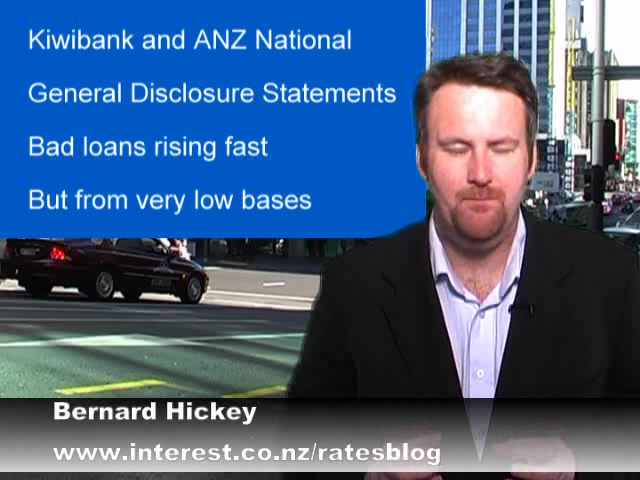 Kiwibank and ANZ National
General Disclosure Statements
Bad loans rising fast
But from very low bases
Bernard Hickey
www.interest.co.nz/ratesblog